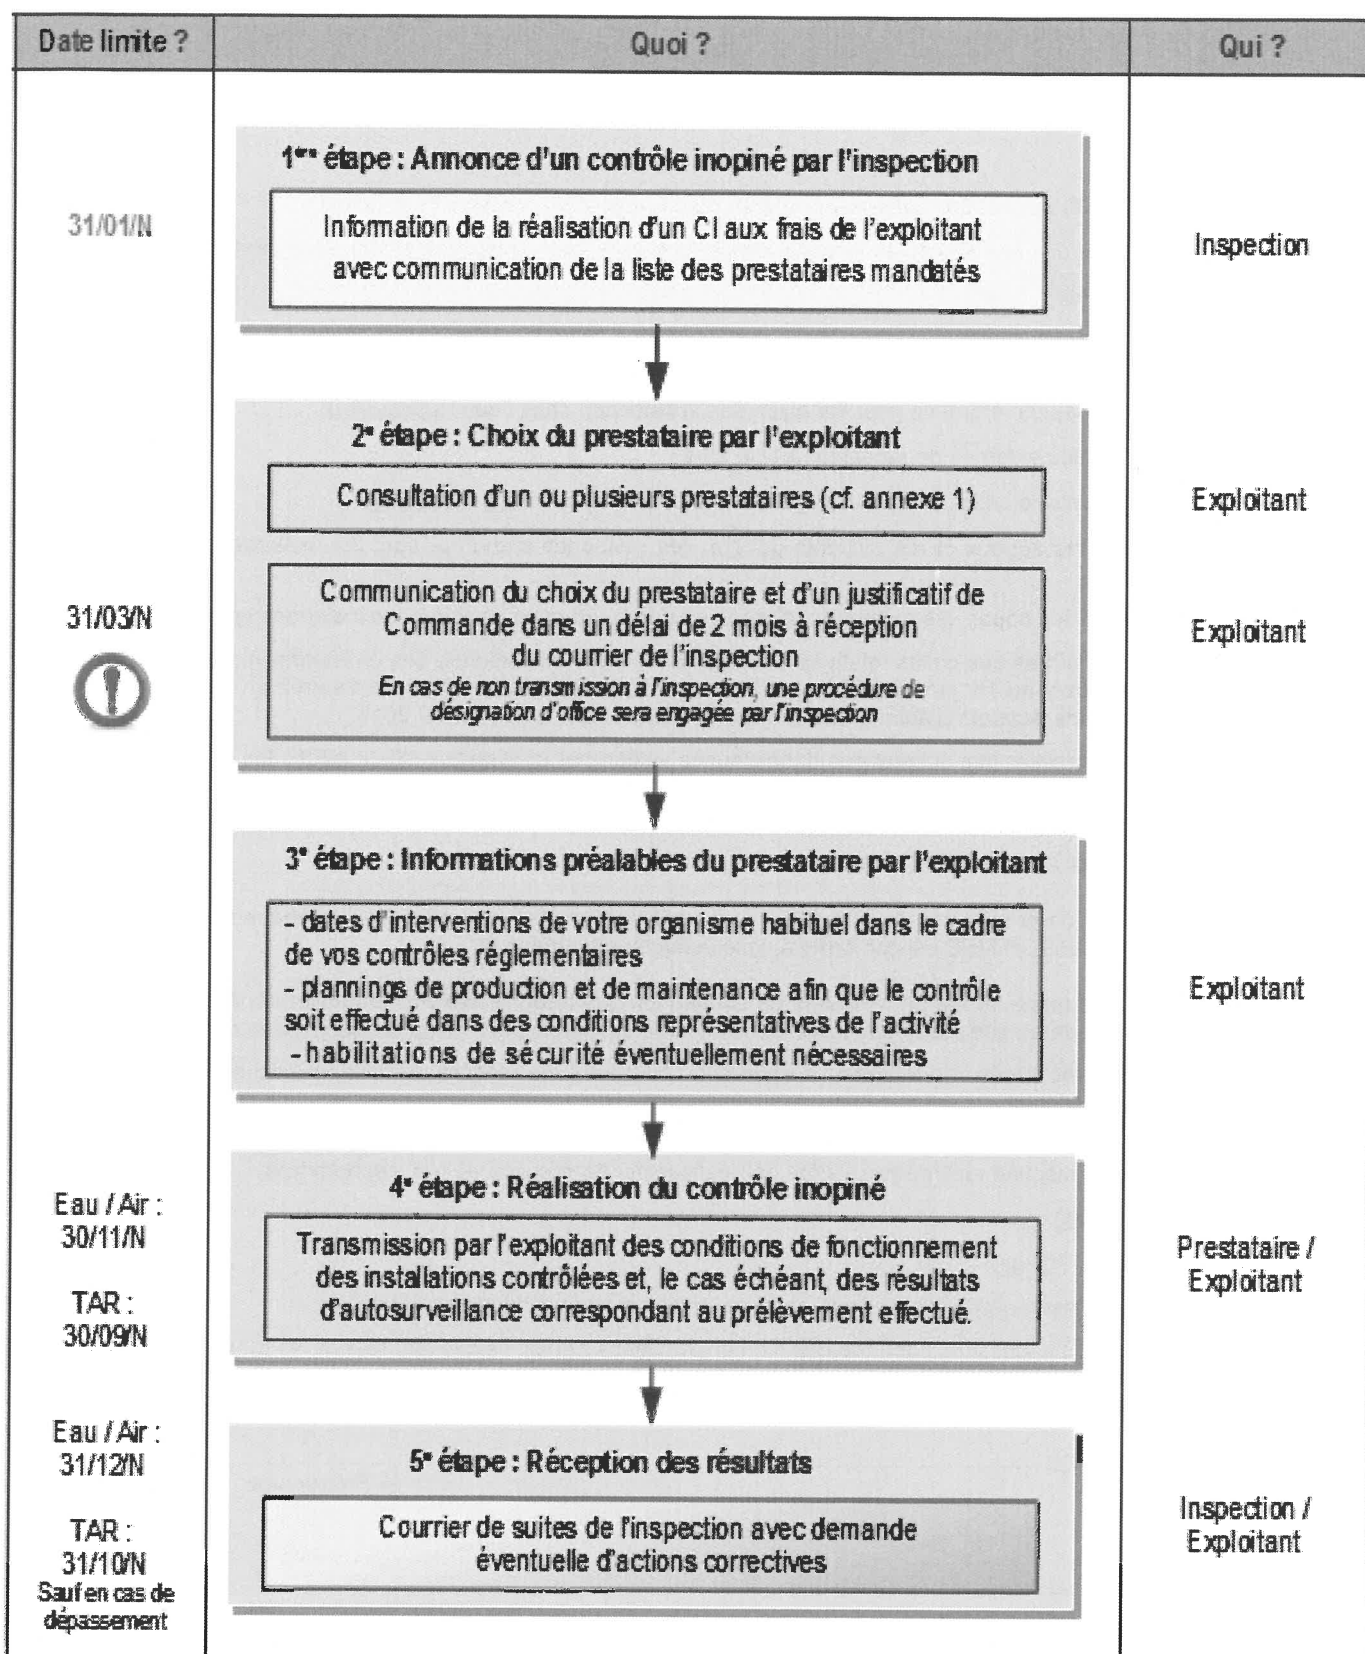 Date limite ?
Quoi ?
Qui ?
1ère étape : Annonce d'un contrôle inopiné par l'inspection
31/01/N
Information de la réalisation d'un CI aux frais de l'exploitant
avec communication de la liste des prestataires mandatés
Inspection
2e étape : Choix du prestataire par l'exploitant
Consultation d'un ou plusieurs prestataires (cf. annexe 1)
Exploitant
31/03/N
Communication du choix du prestataire et d'un justificatif de
Commande dans un délai de 2 mois à réception
du courrier de l'inspection
En cas de non transmission à l'inspection, une procédure de
désignation d'office sera engagée par l'inspection
Exploitant
3e étape : Informations préalables du prestataire par l'exploitant
- dates d'interventions de votre organisme habituel dans le cadre
de vos contrôles réglementaires
- plannings de production et de maintenance afin que le contrôle
soit effectué dans des conditions représentatives de l'activité
- habilitations de sécurité éventuellement nécessaires
Exploitant
4e étape : Réalisation du contrôle inopiné
Eau / Air :
30/11/N
TAR :
30/09/N
Transmission par l'exploitant des conditions de fonctionnement
des installations contrôlées et, le cas échéant, des résultats
d'autosurveillance correspondant au prélèvement effectué.
Prestataire /
Exploitant
5e étape : Réception des résultats
Eau / Air :
31/12/N
TAR :
31/10/N
Sauf en cas de
dépassement
Courrier de suites de l'inspection avec demande
éventuelle d'actions correctives
Inspection /
Exploitant